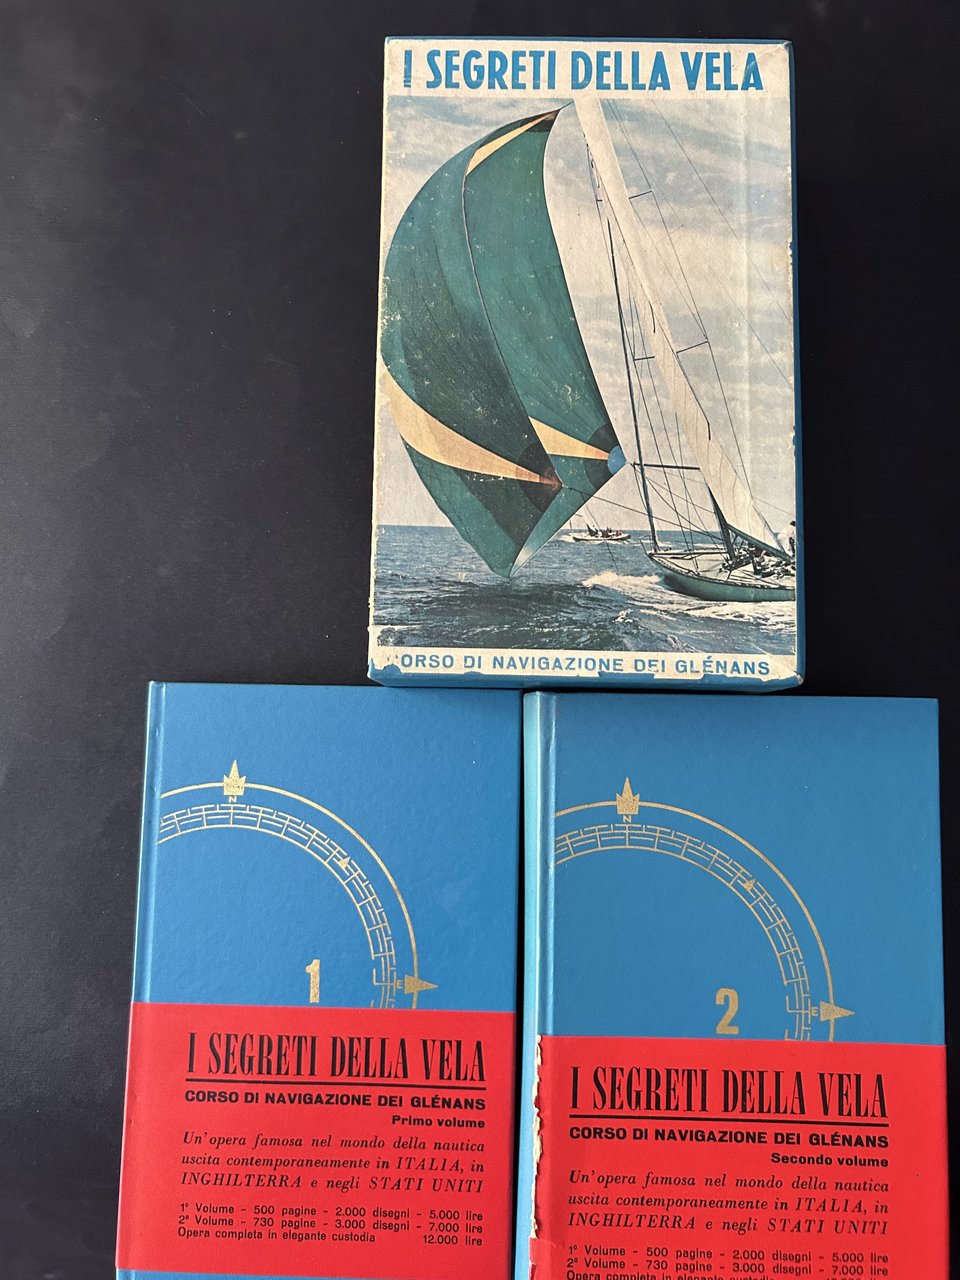 I SEGRETI DELLA VELA
CORSO DI NAVIGAZIONE DEI GLÉNANS
N
E
1
I SEGRETI DELLA VELA
CORSO DI NAVIGAZIONE DEI GLÉNANS
Primo volume
Un'opera famosa nel mondo della nautica
uscita contemporaneamente in ITALIA, in
INGHILTERRA e negli STATI UNITI
1° Volume - 500 pagine - 2.000 disegni - 5.000 lire
2° Volume - 730 pagine - 3.000 disegni - 7.000 lire
Opera completa in elegante custodia 12.000 lire
N
E
2
I SEGRETI DELLA VELA
CORSO DI NAVIGAZIONE DEI GLÉNANS
Secondo volume
Un'opera famosa nel mondo della nautica
uscita contemporaneamente in ITALIA, in
INGHILTERRA e negli STATI UNITI
1° Volume - 500 pagine - 2.000 disegni - 5.000 lire
2° Volume - 730 pagine - 3.000 disegni - 7.000 lire
Opera completa in elegante custodia